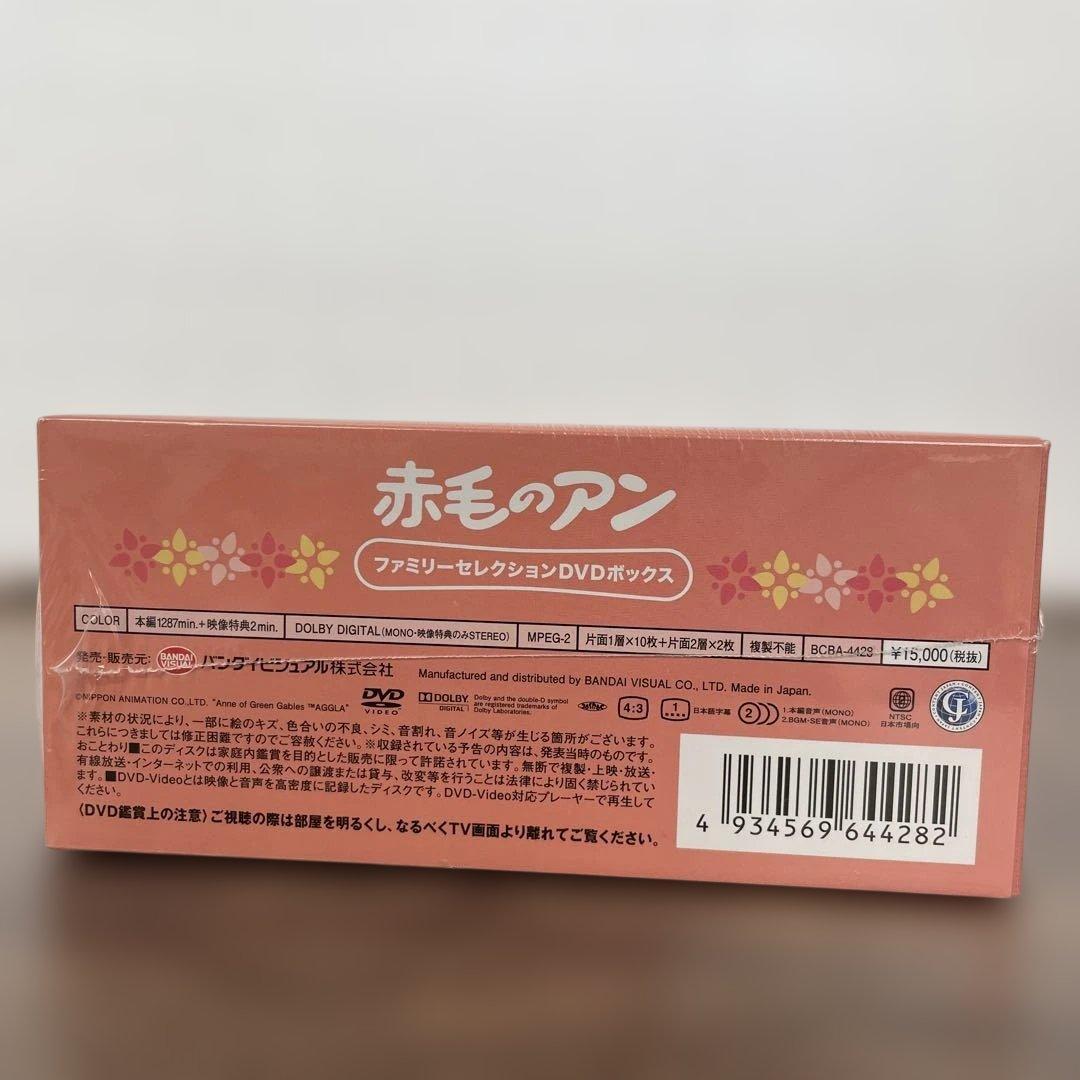 赤毛のアン
ファミリーセレクションDVDボックス
COLOR 本編1287min.+映像特典2min. DOLBY DIGITAL(MONO・映像特典のみSTEREO) MPEG-2 片面1層×10枚+片面2層×2枚 複製不能 BCBA-4428 ¥15,000(税抜)
発売・販売元: BANDAI VISUAL バンダイビジュアル株式会社 Manufactured and distributed by BANDAI VISUAL CO., LTD. Made in Japan.
©NIPPON ANIMATION CO.,LTD. "Anne of Green Gables ™AGGLA"
DVD VIDEO
DOLBY DIGITAL
Dolby and the double-D symbol are registered trademarks of Dolby Laboratories.
4:3
1 日本語字幕
2 1.本編音声(MONO)
2.BGM・SE音声(MONO)
NTSC 日本市場向
※素材の状況により、一部に絵のキズ、色合いの不良、シミ、音割れ、音ノイズ等が生じる箇所がございます。
これらにつきましては修正困難ですのでご容赦ください。※収録されている予告の内容は、発表当時のものです。
おことわり■このディスクは家庭内鑑賞を目的とした販売に限って許諾されています。無断で複製・上映・放送・
有線放送・インターネットでの利用、公衆への譲渡または貸与、改変等を行うことは法律により固く禁じられてい
ます。■DVD-Videoとは映像と音声を高密度に記録したディスクです。DVD-Video対応プレーヤーで再生して
ください。
〈DVD鑑賞上の注意〉ご視聴の際は部屋を明るくし、なるべくTV画面より離れてご覧ください。
4 934569 644282